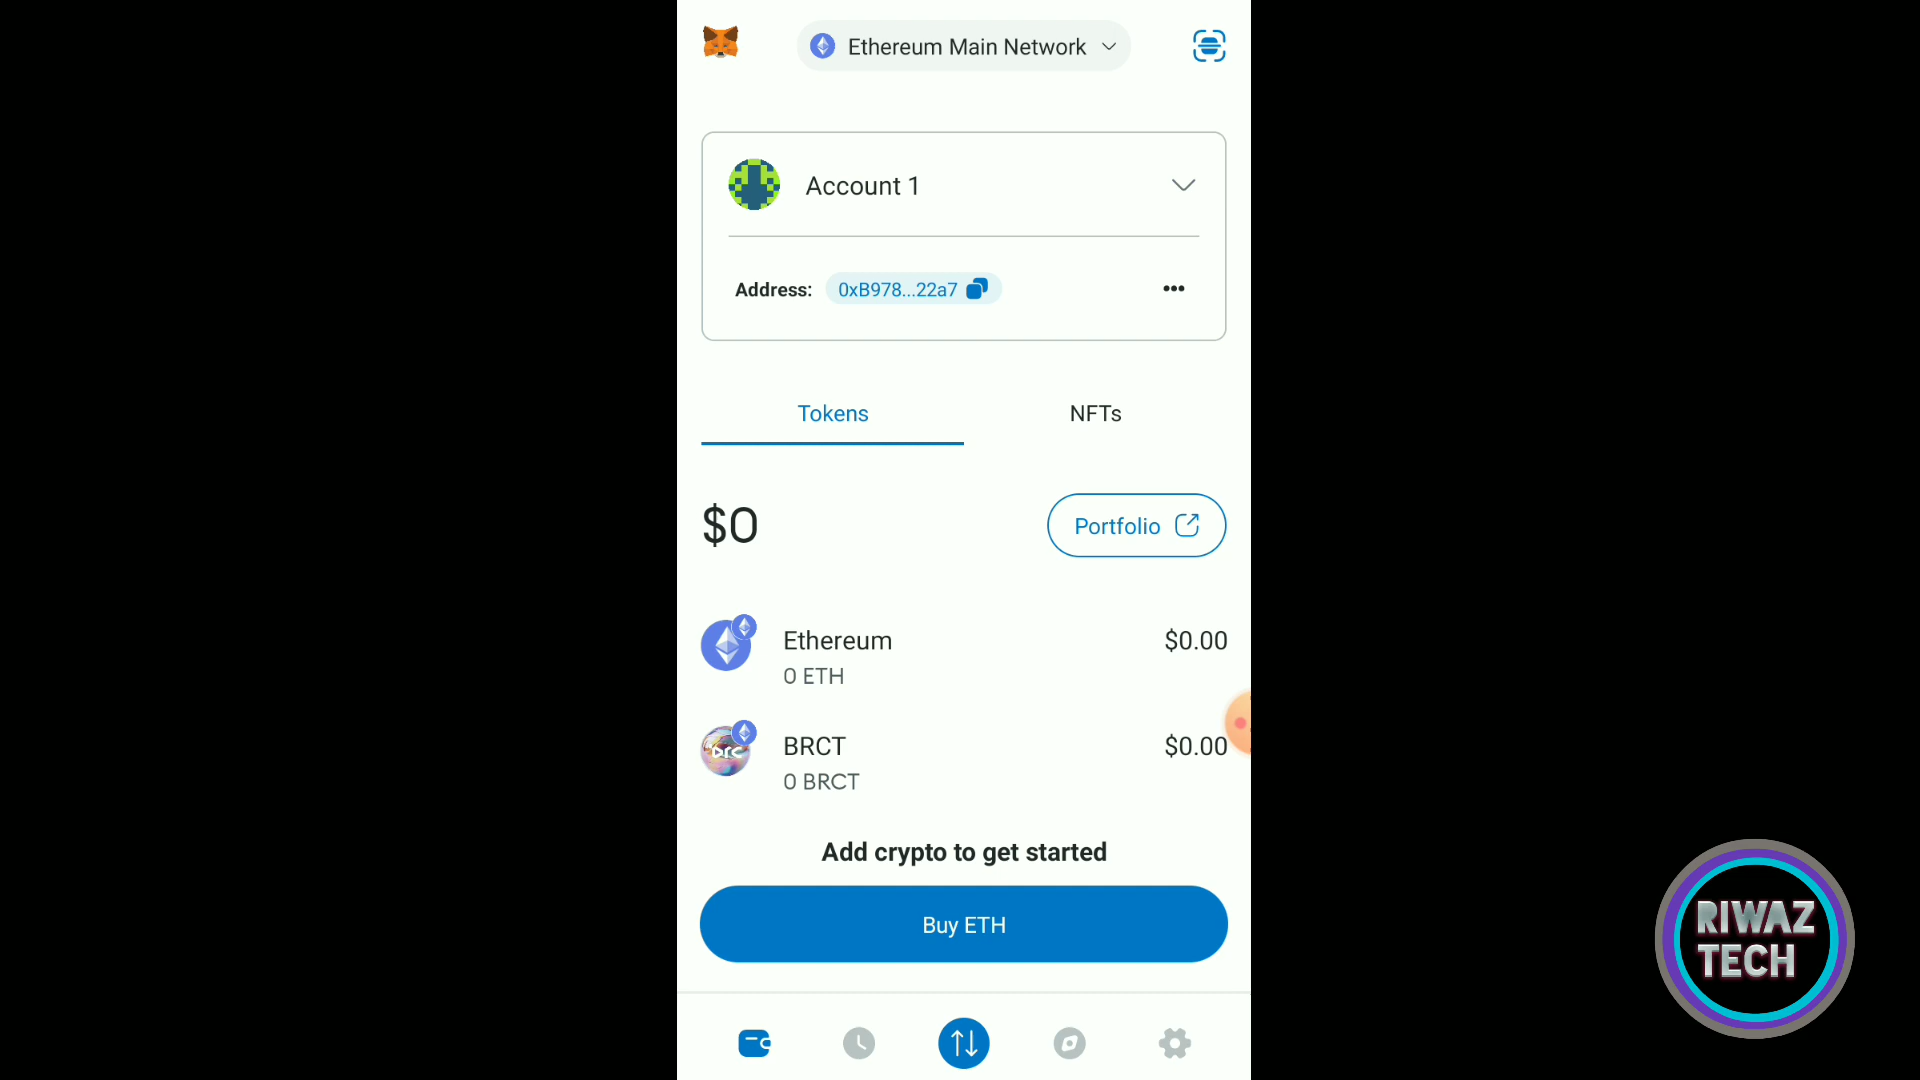 Ethereum Main Network
Account 1
Address: 0xB978...22a7
Tokens NFTs
$0 Portfolio
Ethereum $0.00
0 ETH
brc
BRCT $0.00
0 BRCT
Add crypto to get started
Buy ETH
RIWAZ
TECH